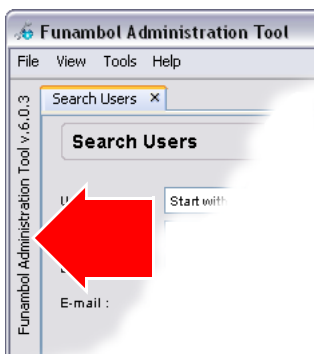 Funambol Administration Tool
File View Tools Help
Funambol Administration Tool v.6.0.3
Search Users ×
Search Users
Start with
E-mail :